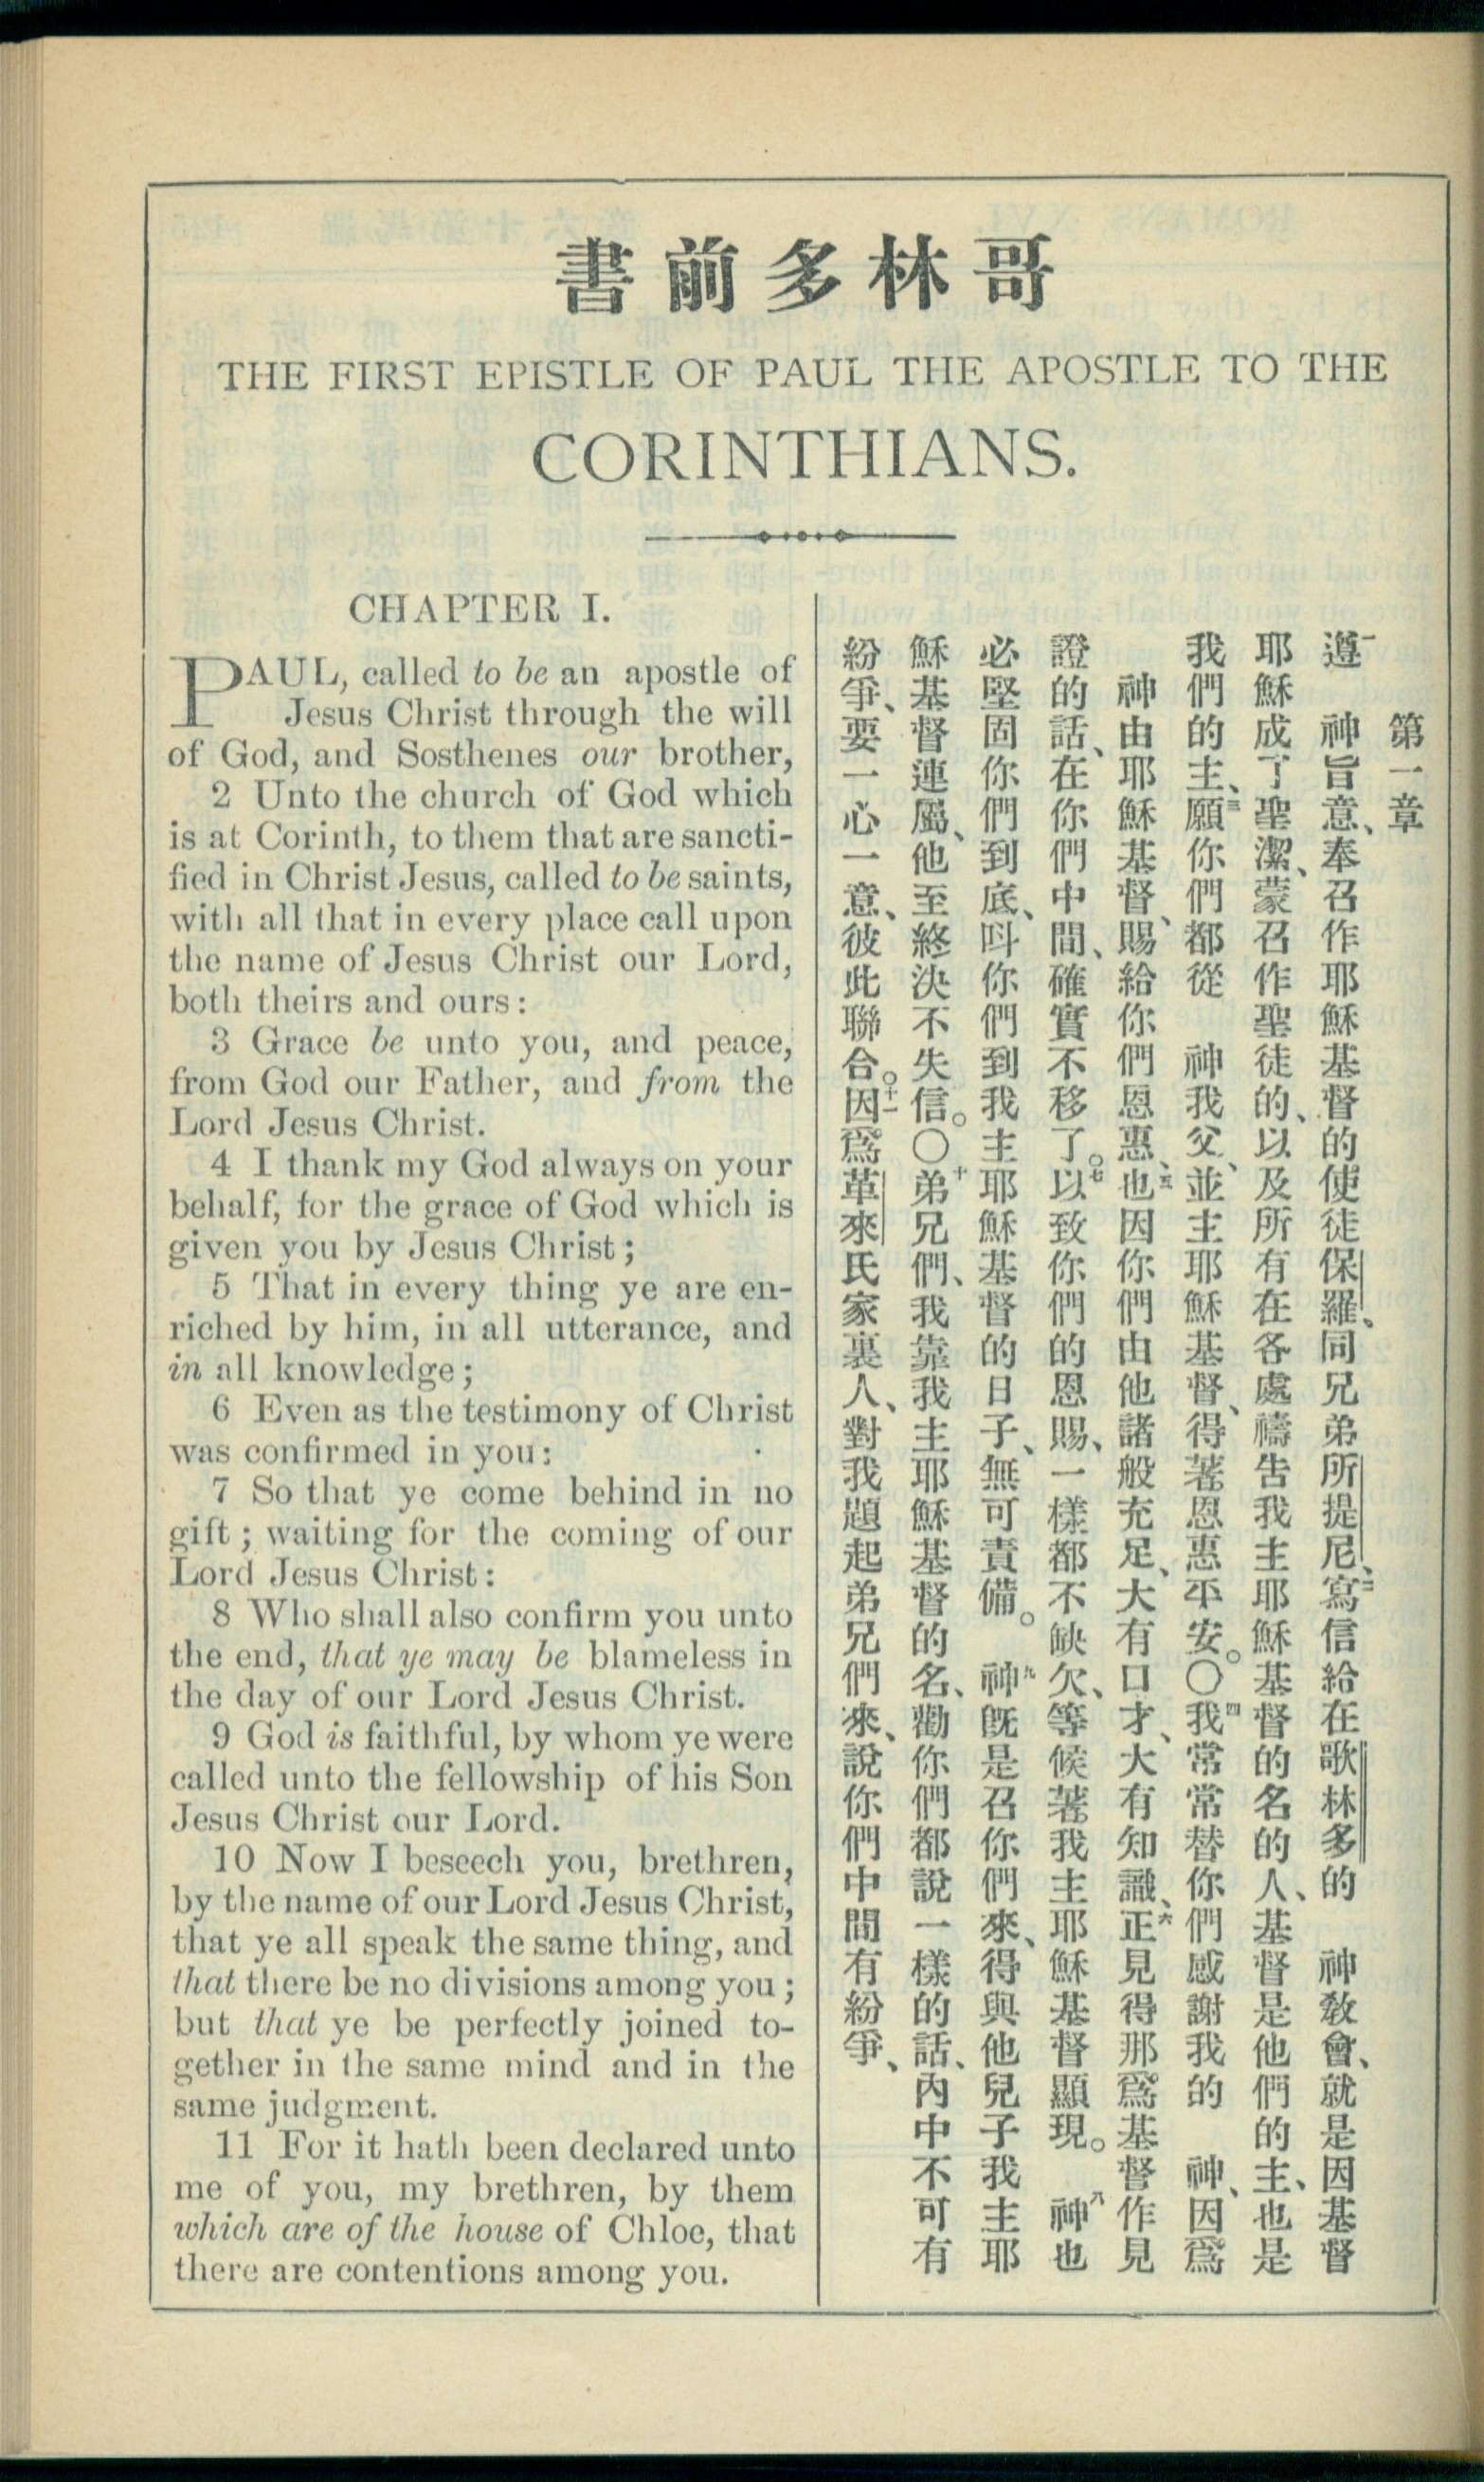 哥林多前書
THE FIRST EPISTLE OF PAUL THE APOSTLE TO THE
CORINTHIANS.
CHAPTER I.
PAUL, called to be an apostle of
Jesus Christ through the will
of God, and Sosthenes our brother,
2 Unto the church of God which
is at Corinth, to them that are sancti-
fied in Christ Jesus, called to be saints,
with all that in every place call upon
the name of Jesus Christ our Lord,
both theirs and ours:
3 Grace be unto you, and peace,
from God our Father, and from the
Lord Jesus Christ.
4 I thank my God always on your
behalf, for the grace of God which is
given you by Jesus Christ;
5 That in every thing ye are en-
riched by him, in all utterance, and
in all knowledge;
6 Even as the testimony of Christ
was confirmed in you:
7 So that ye come behind in no
gift; waiting for the coming of our
Lord Jesus Christ:
8 Who shall also confirm you unto
the end, that ye may be blameless in
the day of our Lord Jesus Christ.
9 God is faithful, by whom ye were
called unto the fellowship of his Son
Jesus Christ our Lord.
10 Now I beseech you, brethren,
by the name of our Lord Jesus Christ,
that ye all speak the same thing, and
that there be no divisions among you;
but that ye be perfectly joined to-
gether in the same mind and in the
same judgment.
11 For it hath been declared unto
me of you, my brethren, by them
which are of the house of Chloe, that
there are contentions among you.
第一章
一遵 神旨意、奉召作耶穌基督的使徒保羅、同兄弟所提尼、二寫信給在歌林多的 神教會、就是因基督
耶穌成了聖潔、蒙召作聖徒的、以及所有在各處禱告我主耶穌基督的名的人、基督是他們的主、也是
我們的主、三願你們都從 神我父、並主耶穌基督、得著恩惠平安。〇四我常常替你們感謝我的 神、因爲
神由耶穌基督、賜給你們恩惠、五也因你們由他諸般充足、大有口才、大有知識、六正見得那爲基督作見
證的話、在你們中間、確實不移了。七以致你們的恩賜、一樣都不缺欠、等候著我主耶穌基督顯現。八神也
必堅固你們到底、呌你們到我主耶穌基督的日子、無可責備。九神旣是召你們來、得與他兒子我主耶
穌基督連屬、他至終決不失信。〇十弟兄們、我靠我主耶穌基督的名、勸你們都說一樣的話、內中不可有
紛爭、要一心一意、彼此聯合。十一因爲革來氏家裏人、對我題起弟兄們來、說你們中間有紛爭、